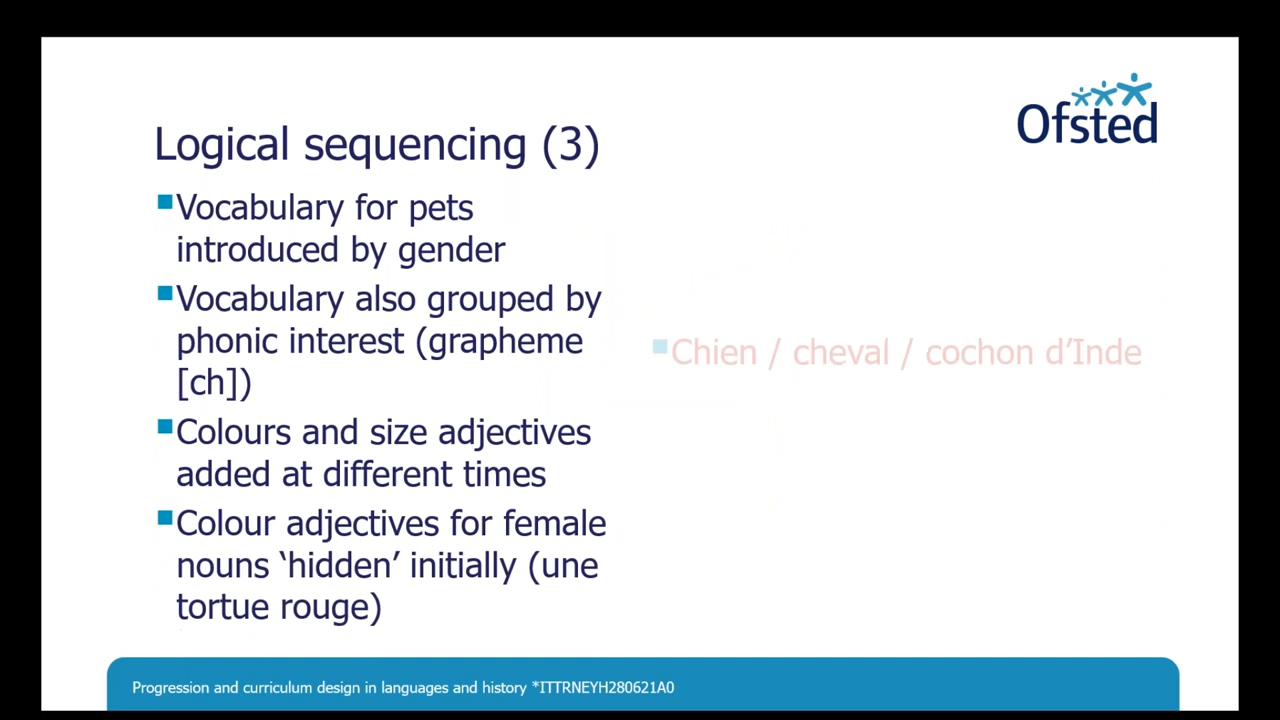 Ofsted
Logical sequencing (3)
Vocabulary for pets
introduced by gender
Vocabulary also grouped by
phonic interest (grapheme
[ch])
Colours and size adjectives
added at different times
Colour adjectives for female
nouns ‘hidden’ initially (une
tortue rouge)
Chien / cheval / cochon d’Inde
Progression and curriculum design in languages and history *ITTRNEYH280621A0